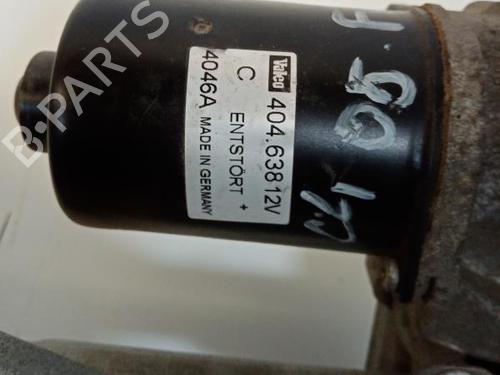 Valeo
404.638 12V
C ENTSTÖRT +
4046A MADE IN GERMANY
B-PARTS